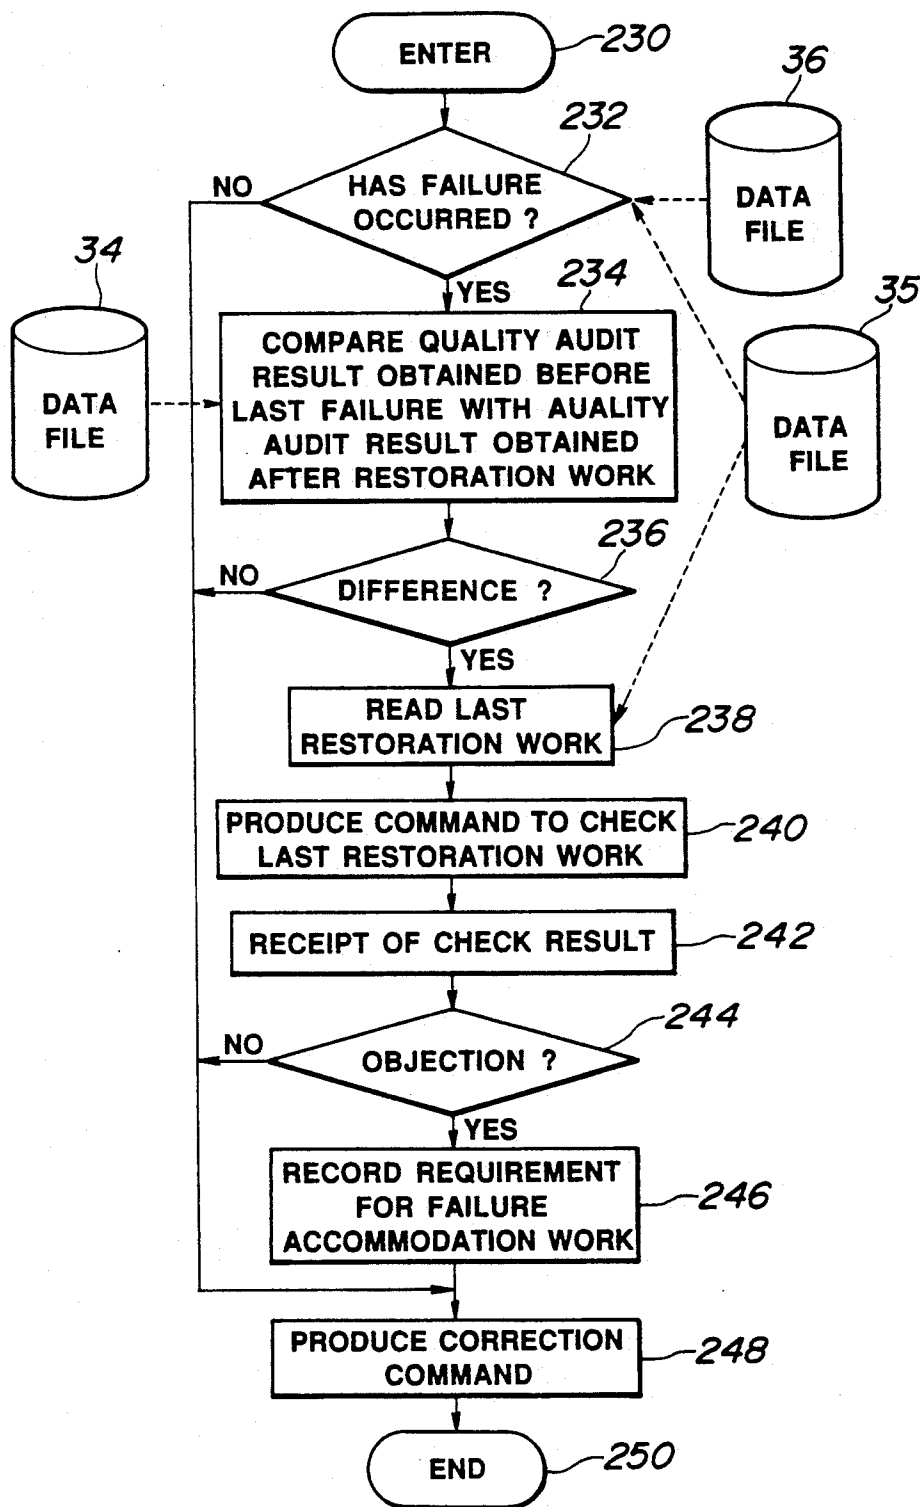 ENTER
230
36
232
HAS FAILURE
OCCURRED ?
NO
DATA
FILE
34
YES
234
35
COMPARE QUALITY AUDIT
RESULT OBTAINED BEFORE
LAST FAILURE WITH AUALITY
AUDIT RESULT OBTAINED
AFTER RESTORATION WORK
DATA
FILE
DATA
FILE
236
NO
DIFFERENCE ?
YES
READ LAST
RESTORATION WORK
238
PRODUCE COMMAND TO CHECK
LAST RESTORATION WORK
240
RECEIPT OF CHECK RESULT
242
244
NO
OBJECTION ?
YES
RECORD REQUIREMENT
FOR FAILURE
ACCOMMODATION WORK
246
PRODUCE CORRECTION
COMMAND
248
END
250